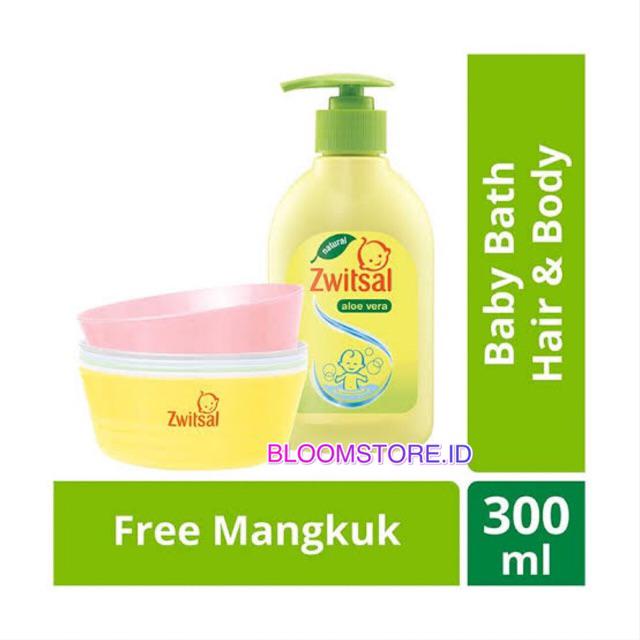 natural
Zwitsal
aloe vera
Zwitsal
BLOOMSTORE.ID
Baby Bath
Hair & Body
Free Mangkuk
300
ml